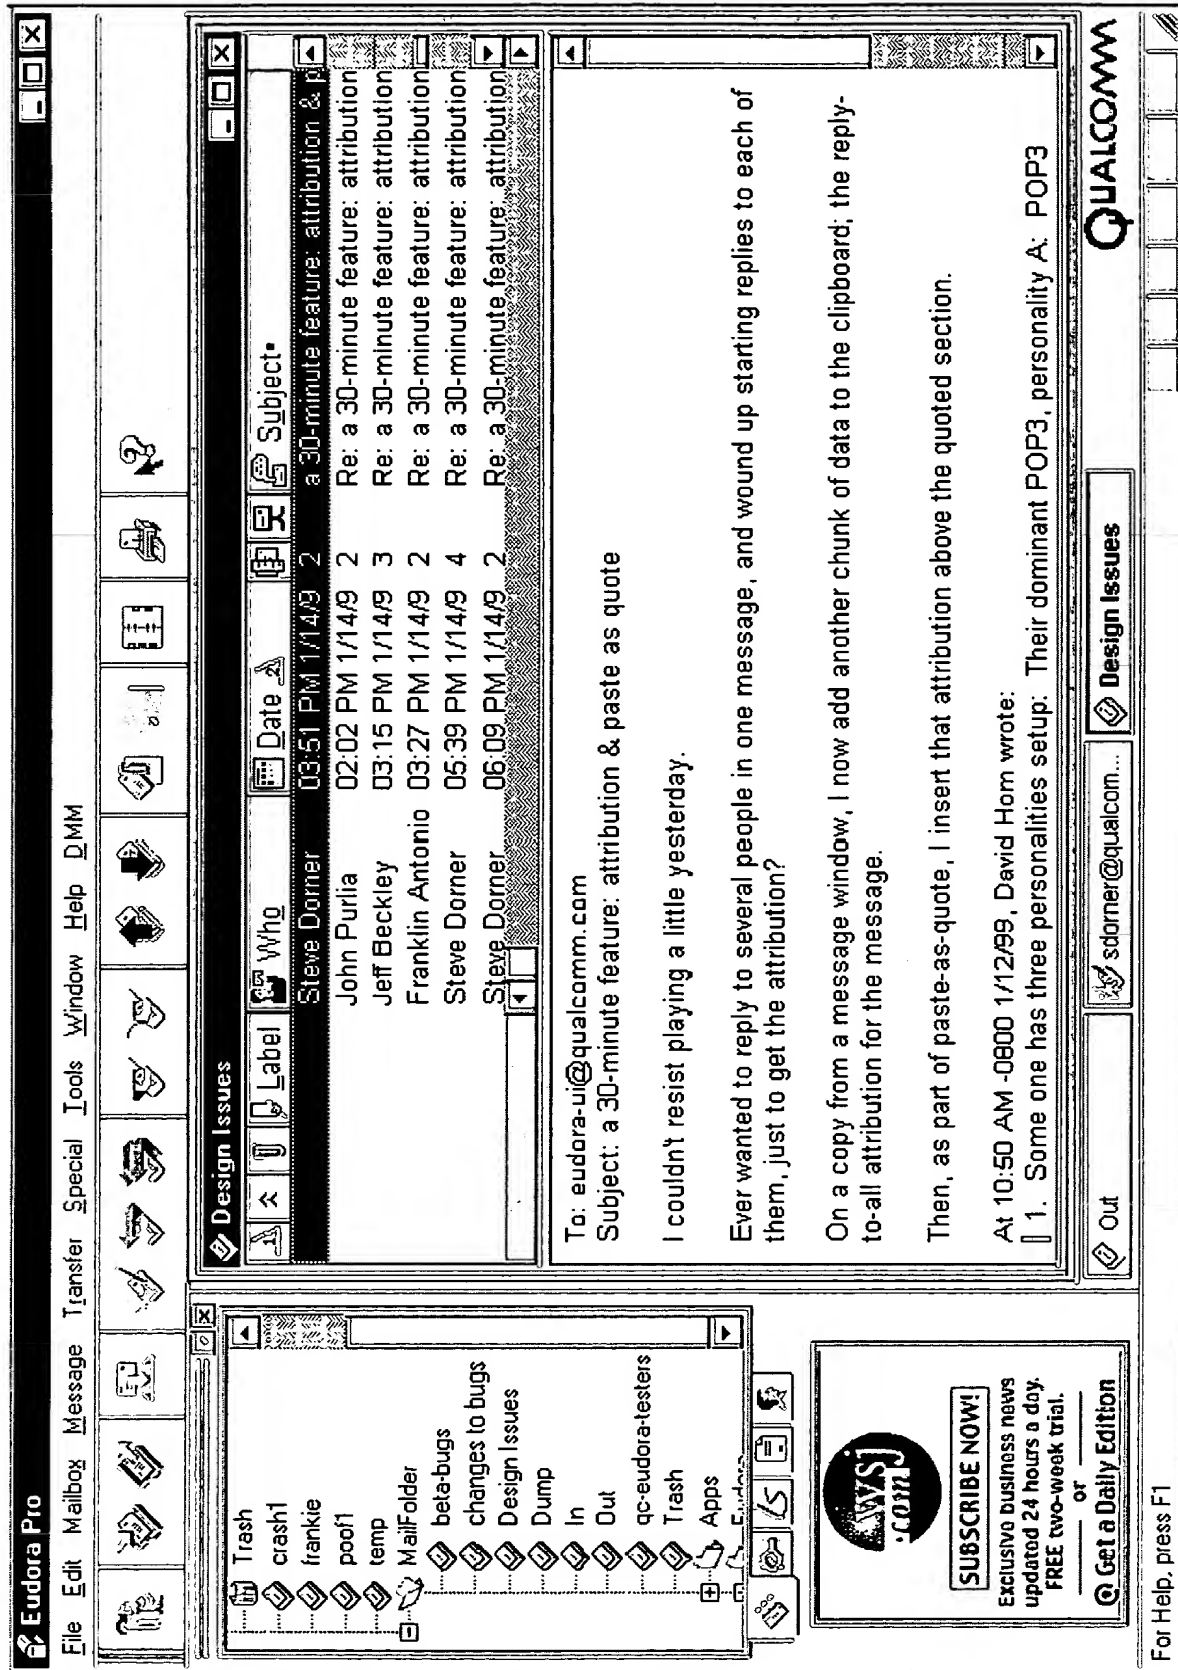 Eudora Pro
File Edit Mailbox Message Transfer Special Tools Window Help DMM
Trash
crash1
frankie
poof1
temp
MailFolder
beta-bugs
changes to bugs
Design Issues
Dump
In
Out
qc-eudora-testers
Trash
Apps
wsj
.com
SUBSCRIBE NOW!
Exclusive business news
updated 24 hours a day.
FREE two-week trial.
or
Get a Daily Edition
Design Issues
Label Who Date Subject
Steve Dorner 03:51 PM 1/14/9 2 a 30-minute feature: attribution & p
John Purlia 02:02 PM 1/14/9 2 Re: a 30-minute feature: attribution
Jeff Beckley 03:15 PM 1/14/9 3 Re: a 30-minute feature: attribution
Franklin Antonio 03:27 PM 1/14/9 2 Re: a 30-minute feature: attribution
Steve Dorner 05:39 PM 1/14/9 4 Re: a 30-minute feature: attribution
Steve Dorner 06:09 PM 1/14/9 2 Re: a 30-minute feature: attribution
To: eudora-ui@qualcomm.com
Subject: a 30-minute feature: attribution & paste as quote
I couldn't resist playing a little yesterday.
Ever wanted to reply to several people in one message, and wound up starting replies to each of
them, just to get the attribution?
On a copy from a message window, I now add another chunk of data to the clipboard; the reply-
to-all attribution for the message.
Then, as part of paste-as-quote, I insert that attribution above the quoted section.
At 10:50 AM -0800 1/12/99, David Hom wrote:
1. Some one has three personalities setup: Their dominant POP3, personality A: POP3
Out sdorner@qualcom... Design Issues
QUALCOMM
For Help, press F1